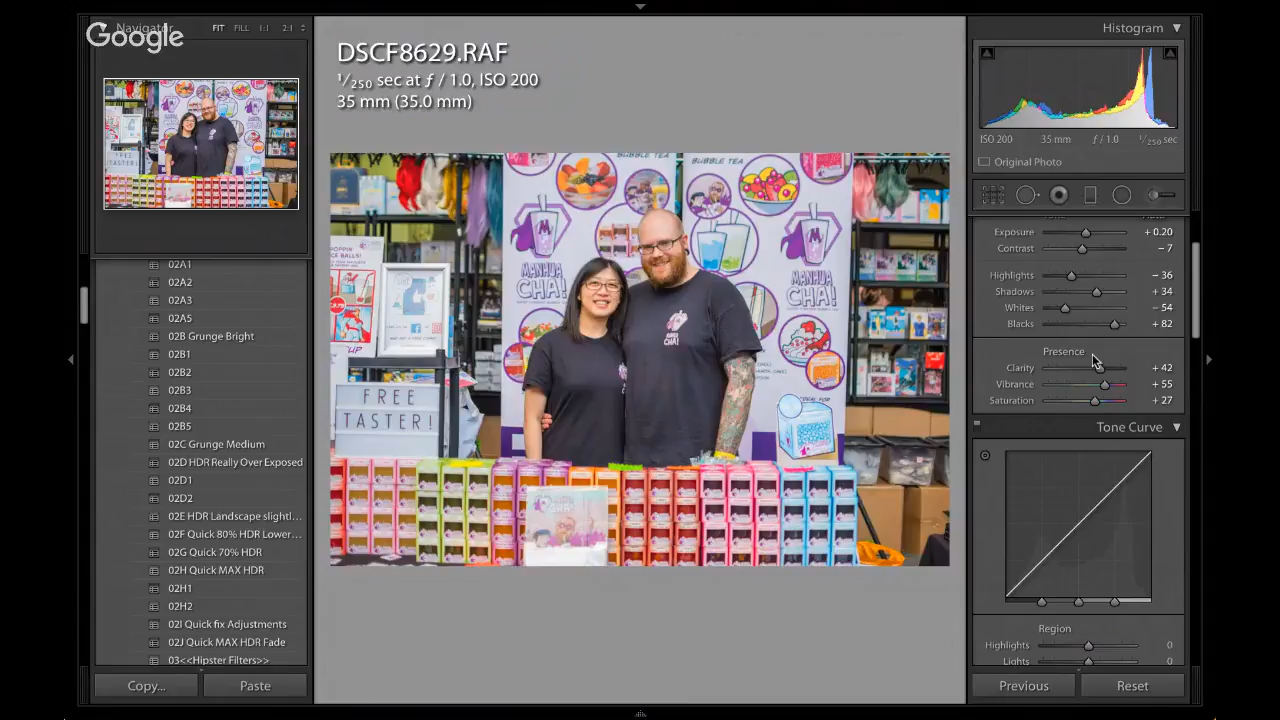 Navigator
FIT FILL 1:1 2:1
Google
02A1
02A2
02A3
02A5
02B Grunge Bright
02B1
02B2
02B3
02B4
02B5
02C Grunge Medium
02D HDR Really Over Exposed
02D1
02D2
02E HDR Landscape slightl...
02F Quick 80% HDR Lower...
02G Quick 70% HDR
02H Quick MAX HDR
02H1
02H2
02I Quick fix Adjustments
02J Quick MAX HDR Fade
03<<Hipster Filters>>
Copy...
Paste
DSCF8629.RAF
1/250 sec at ƒ / 1.0, ISO 200
35 mm (35.0 mm)
BUBBLE TEA
BUBBLE TEA
MANHUA
CHA!
MANHUA
CHA!
CHA!
FREE
TASTER!
Histogram
ISO 200 35 mm ƒ / 1.0 1/250 sec
Original Photo
Exposure + 0.20
Contrast – 7
Highlights – 36
Shadows + 34
Whites – 54
Blacks + 82
Presence
Clarity + 42
Vibrance + 55
Saturation + 27
Tone Curve
Region
Highlights 0
Lights 0
Previous
Reset